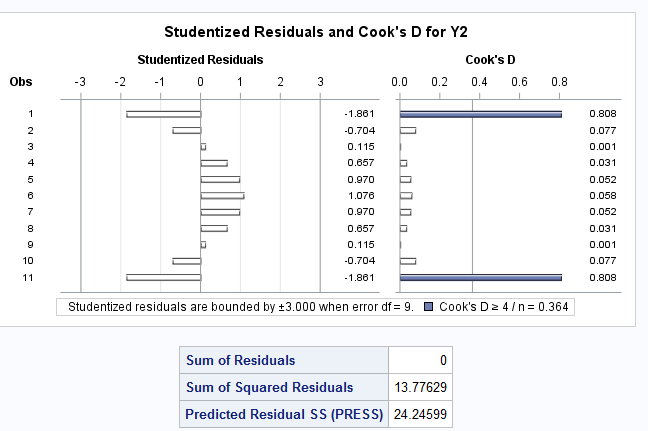 Studentized Residuals and Cook's D for Y2
Studentized Residuals Cook's D
Obs -3 -2 -1 0 1 2 3 0.0 0.2 0.4 0.6 0.8
1 -1.861 0.808
2 -0.704 0.077
3 0.115 0.001
4 0.657 0.031
5 0.970 0.052
6 1.076 0.058
7 0.970 0.052
8 0.657 0.031
9 0.115 0.001
10 -0.704 0.077
11 -1.861 0.808
Studentized residuals are bounded by ±3.000 when error df = 9. Cook's D ≥ 4 / n = 0.364
Sum of Residuals 0
Sum of Squared Residuals 13.77629
Predicted Residual SS (PRESS) 24.24599